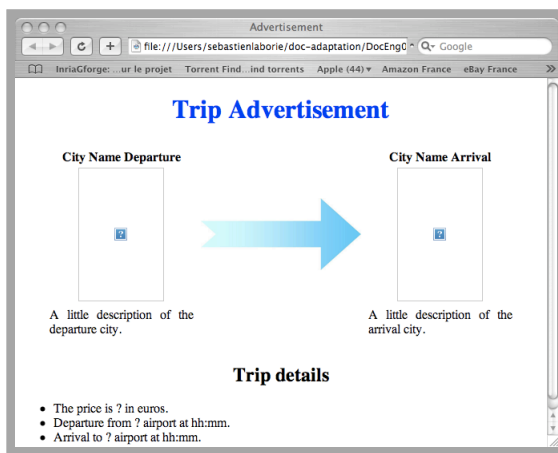 Advertisement
file:///Users/sebastienlaborie/doc-adaptation/DocEng0
Google
InriaGforge: ...ur le projet Torrent Find...ind torrents Apple (44) Amazon France eBay France
Trip Advertisement
City Name Departure
City Name Arrival
A little description of the
departure city.
A little description of the
arrival city.
Trip details
The price is ? in euros.
Departure from ? airport at hh:mm.
Arrival to ? airport at hh:mm.